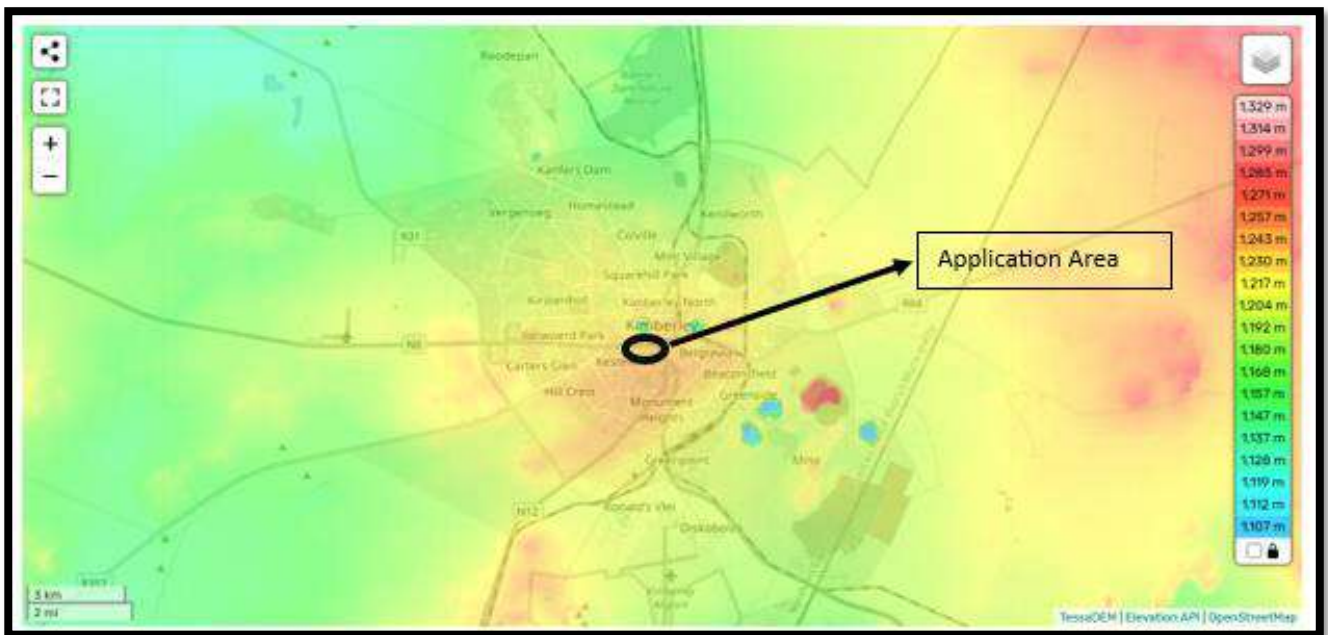 Roodepan
Kamfers Dam
Homestead
Vergenoeg
Kenilworth
R31
Colville
Mint Village
Squarehill Park
Kimberley North
Kimberley
N8
Carters Glen
Belgravia
Hill Crest
Beaconsfield
Greenside
Monument
Heights
Greenpoint
Mine
N12
Ronald's Vlei
Diskobolos
Kimberley
Airport
R64
Application Area
1,329 m
1,314 m
1,299 m
1,285 m
1,271 m
1,257 m
1,243 m
1,230 m
1,217 m
1,204 m
1,192 m
1,180 m
1,168 m
1,157 m
1,147 m
1,137 m
1,128 m
1,119 m
1,112 m
1,107 m
+
−
3 km
2 mi
TessaDEM | Elevation API | OpenStreetMap